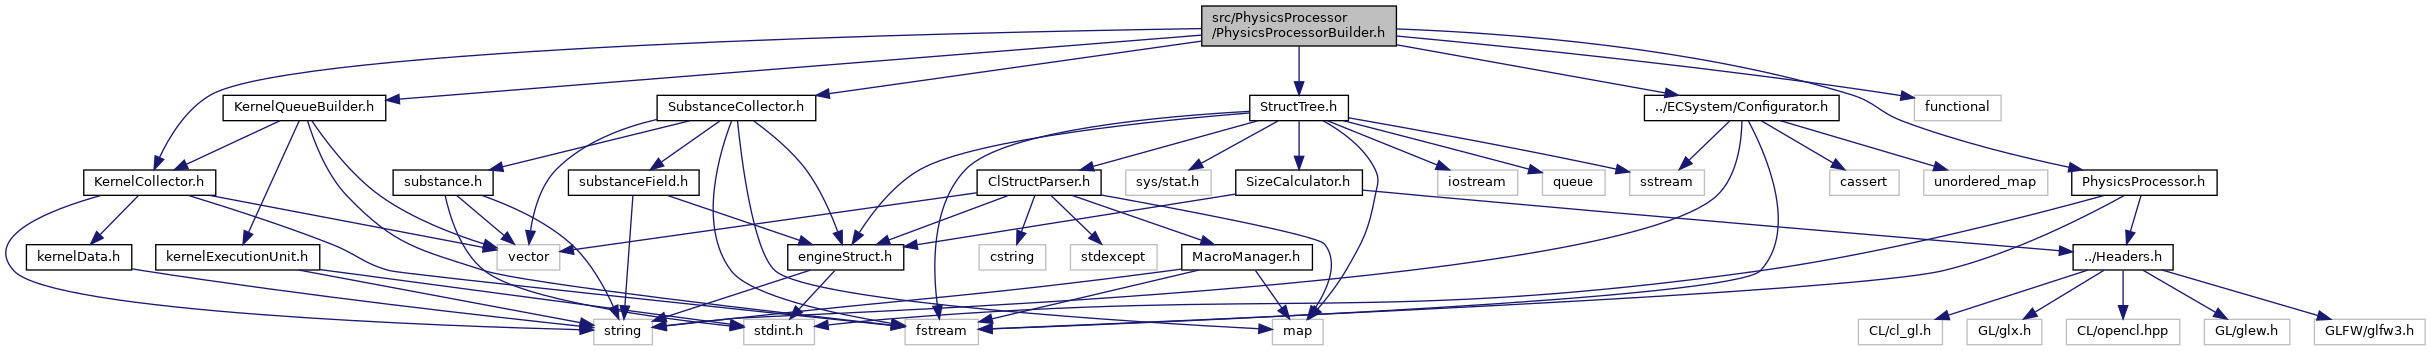 src/PhysicsProcessor
/PhysicsProcessorBuilder.h
KernelQueueBuilder.h
SubstanceCollector.h
StructTree.h
../ECSystem/Configurator.h
functional
KernelCollector.h
substance.h
substanceField.h
ClStructParser.h
sys/stat.h
SizeCalculator.h
iostream
queue
sstream
cassert
unordered_map
PhysicsProcessor.h
kernelData.h
kernelExecutionUnit.h
vector
engineStruct.h
cstring
stdexcept
MacroManager.h
../Headers.h
string
stdint.h
fstream
map
CL/cl_gl.h
GL/glx.h
CL/opencl.hpp
GL/glew.h
GLFW/glfw3.h